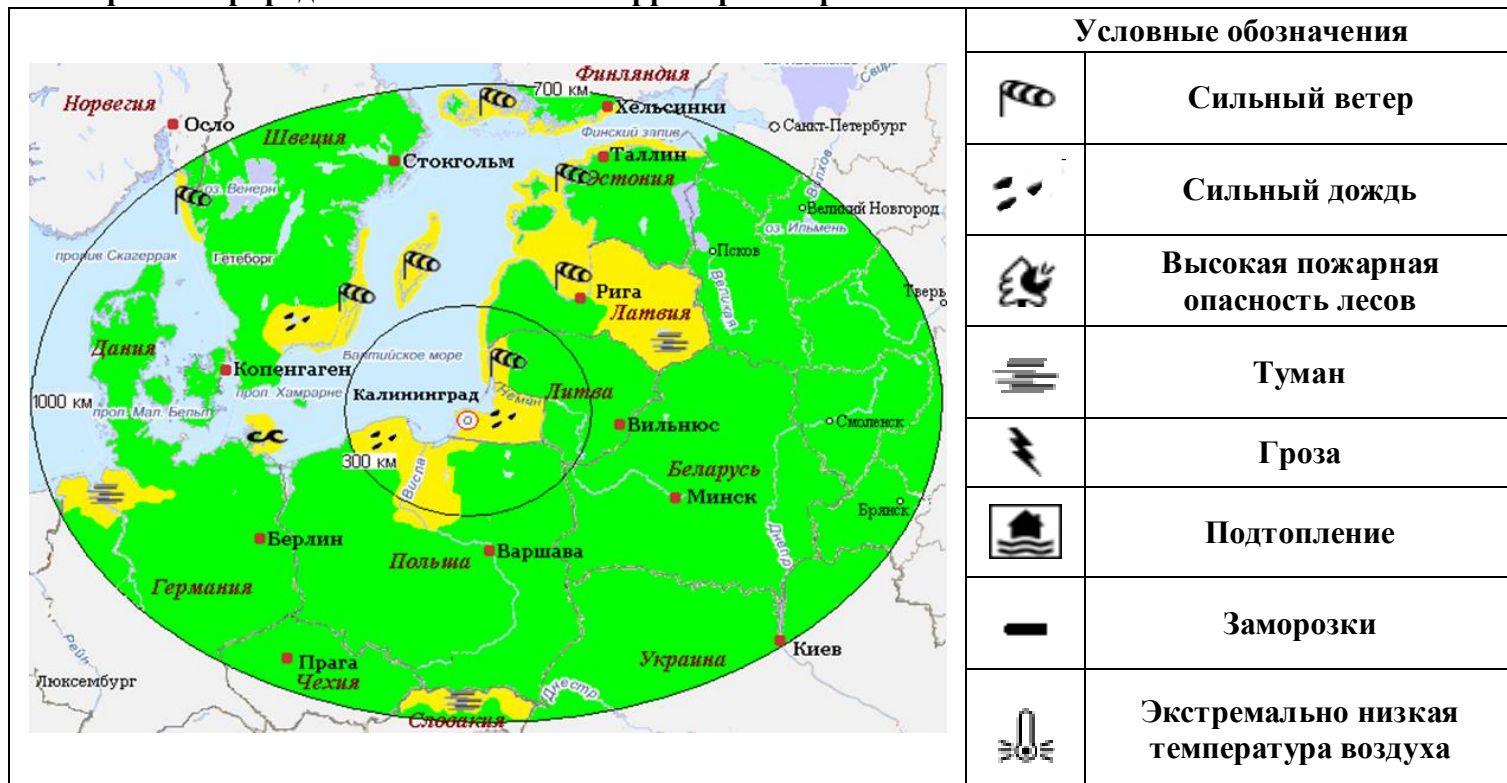 Условные обозначения
Сильный ветер
Сильный дождь
Высокая пожарная
опасность лесов
Туман
Гроза
Подтопление
Заморозки
Экстремально низкая
температура воздуха
Финляндия
700 км
Норвегия
Хельсинки
Осло
Швеция
Финский залив
Санкт-Петербург
Свирь
Волхов
Стокгольм
Таллин
Эстония
оз. Венерн
Великий Новгород
оз. Ильмень
пролив Скагеррак
Гетеборг
Псков
Великая
Тверь
Рига
Латвия
Дания
Балтийское море
Копенгаген
Калининград
Неман
Литва
1000 км
прол. Мал. Бельт
прол. Хамрарне
Вильнюс
Смоленск
300 км
Висла
Беларусь
Минск
Брянск
Днепр
Берлин
Варшава
Польша
Германия
Рейн
Киев
Прага
Украина
Чехия
Люксембург
Днестр
Словакия